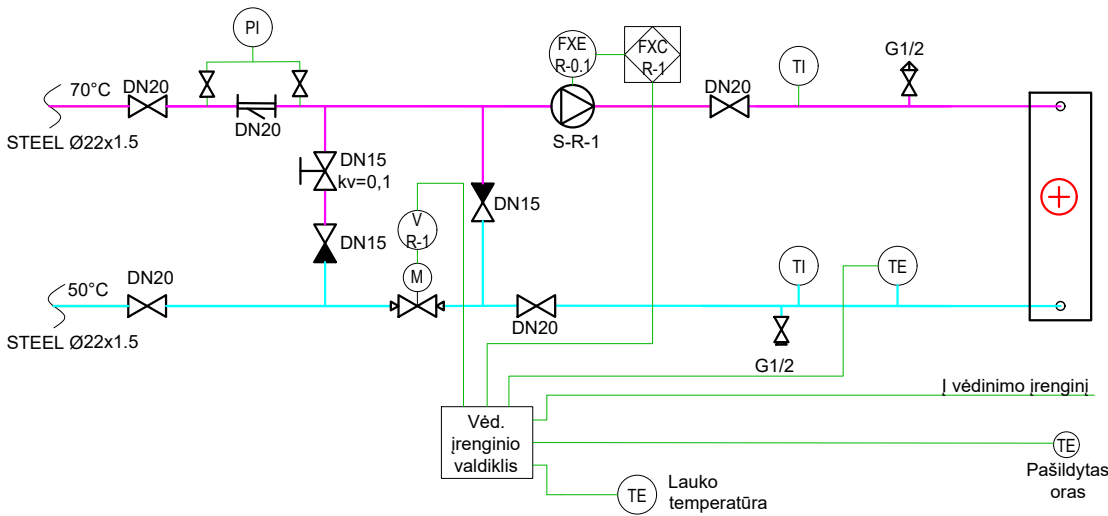 PI
FXE
R-0.1
FXC
R-1
G1/2
70°C
DN20
TI
DN20
STEEL Ø22x1.5
DN20
S-R-1
DN15
kv=0,1
DN15
V
R-1
DN15
M
50°C
DN20
TI
TE
STEEL Ø22x1.5
DN20
G1/2
Į vėdinimo įrenginį
Vėd.
įrenginio
valdiklis
TE
Pašildytas
oras
TE
Lauko
temperatūra